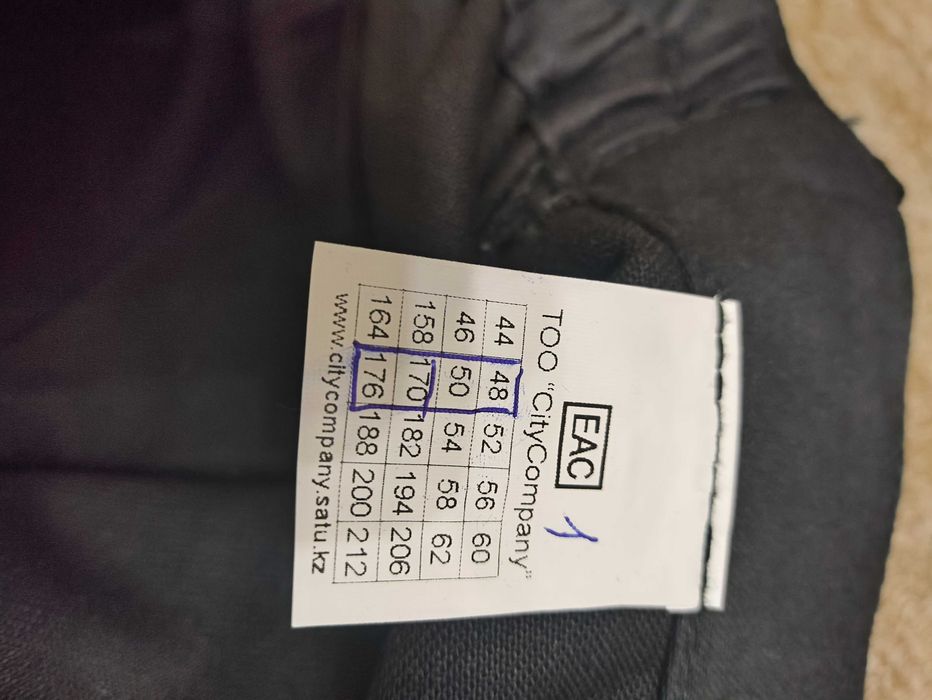 EAC
1
ТОО "CityCompany"
44 48 52 56 60
46 50 54 58 62
158 170 182 194 206
164 176 188 200 212
www.citycompany.satu.kz